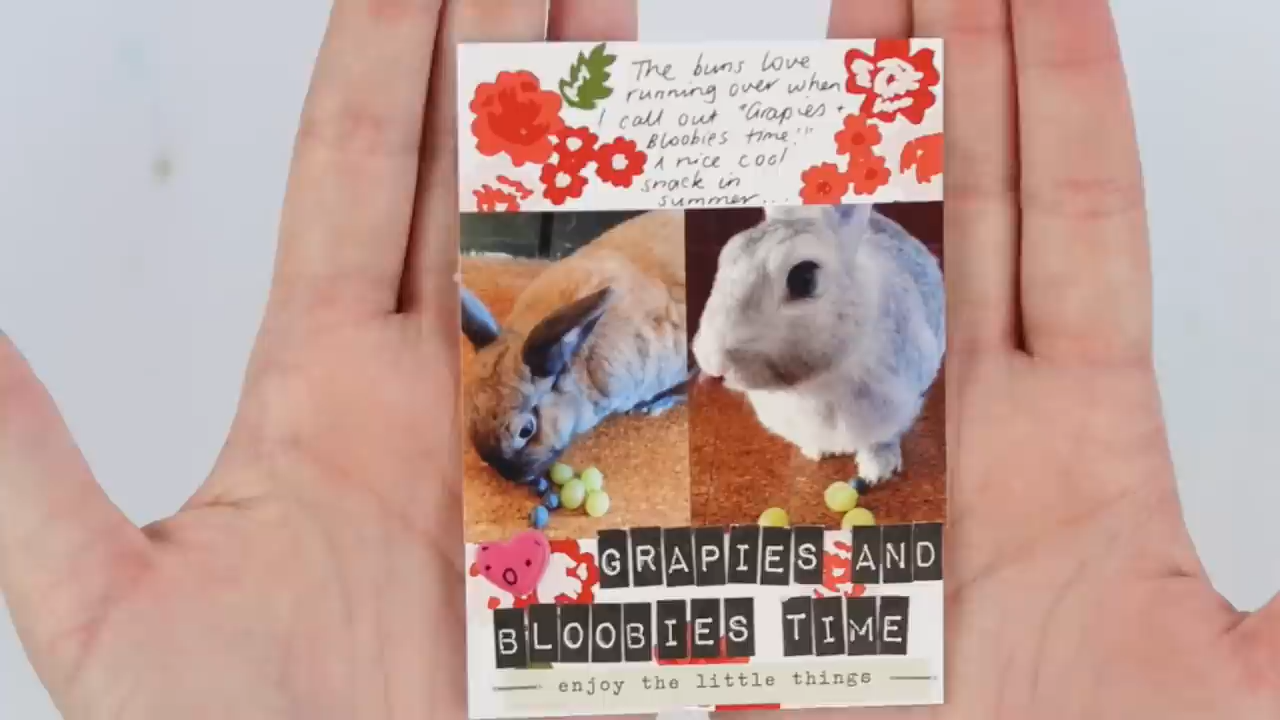 The buns love
running over when
I call out "Grapies +
Bloobies time!"
A nice cool
snack in
summer...
GRAPIES AND
BLOOBIES TIME
enjoy the little things